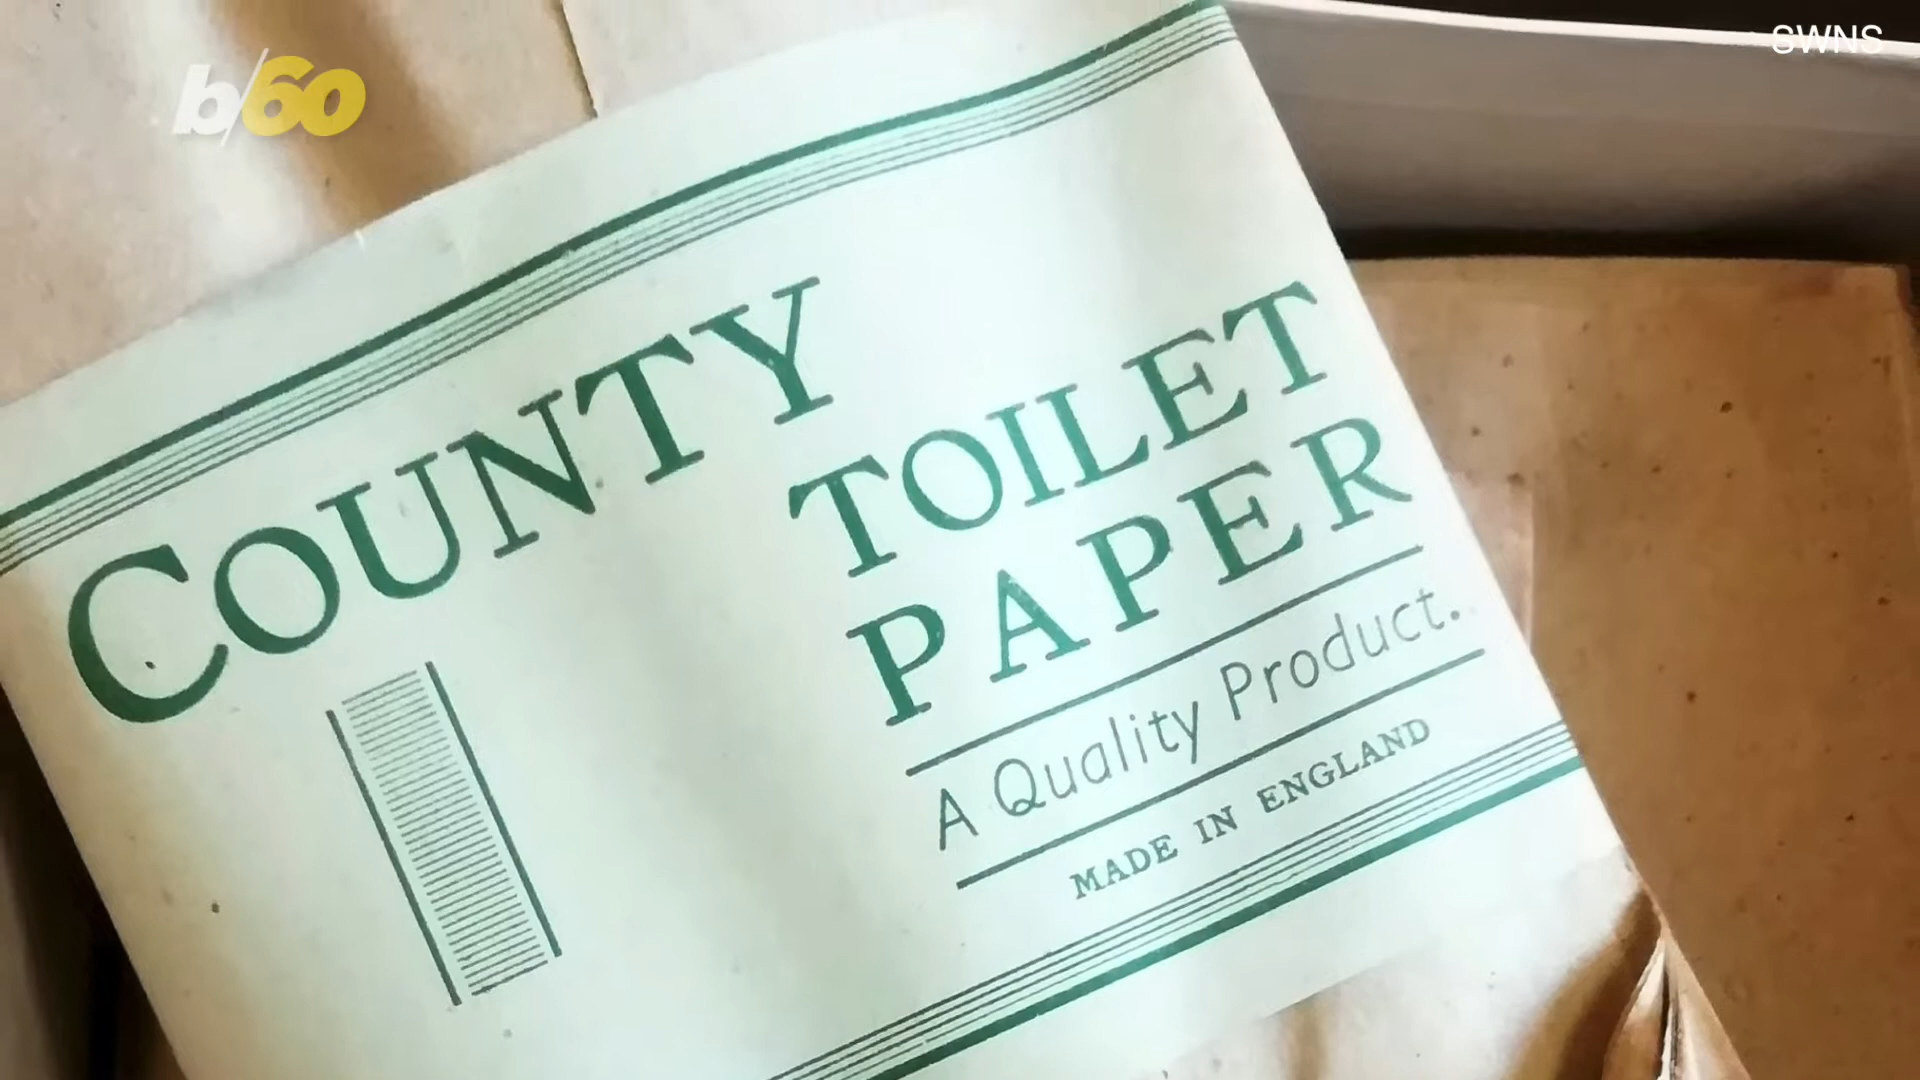 b/60
SWNS
COUNTY
TOILET
PAPER
A Quality Product.
MADE IN ENGLAND